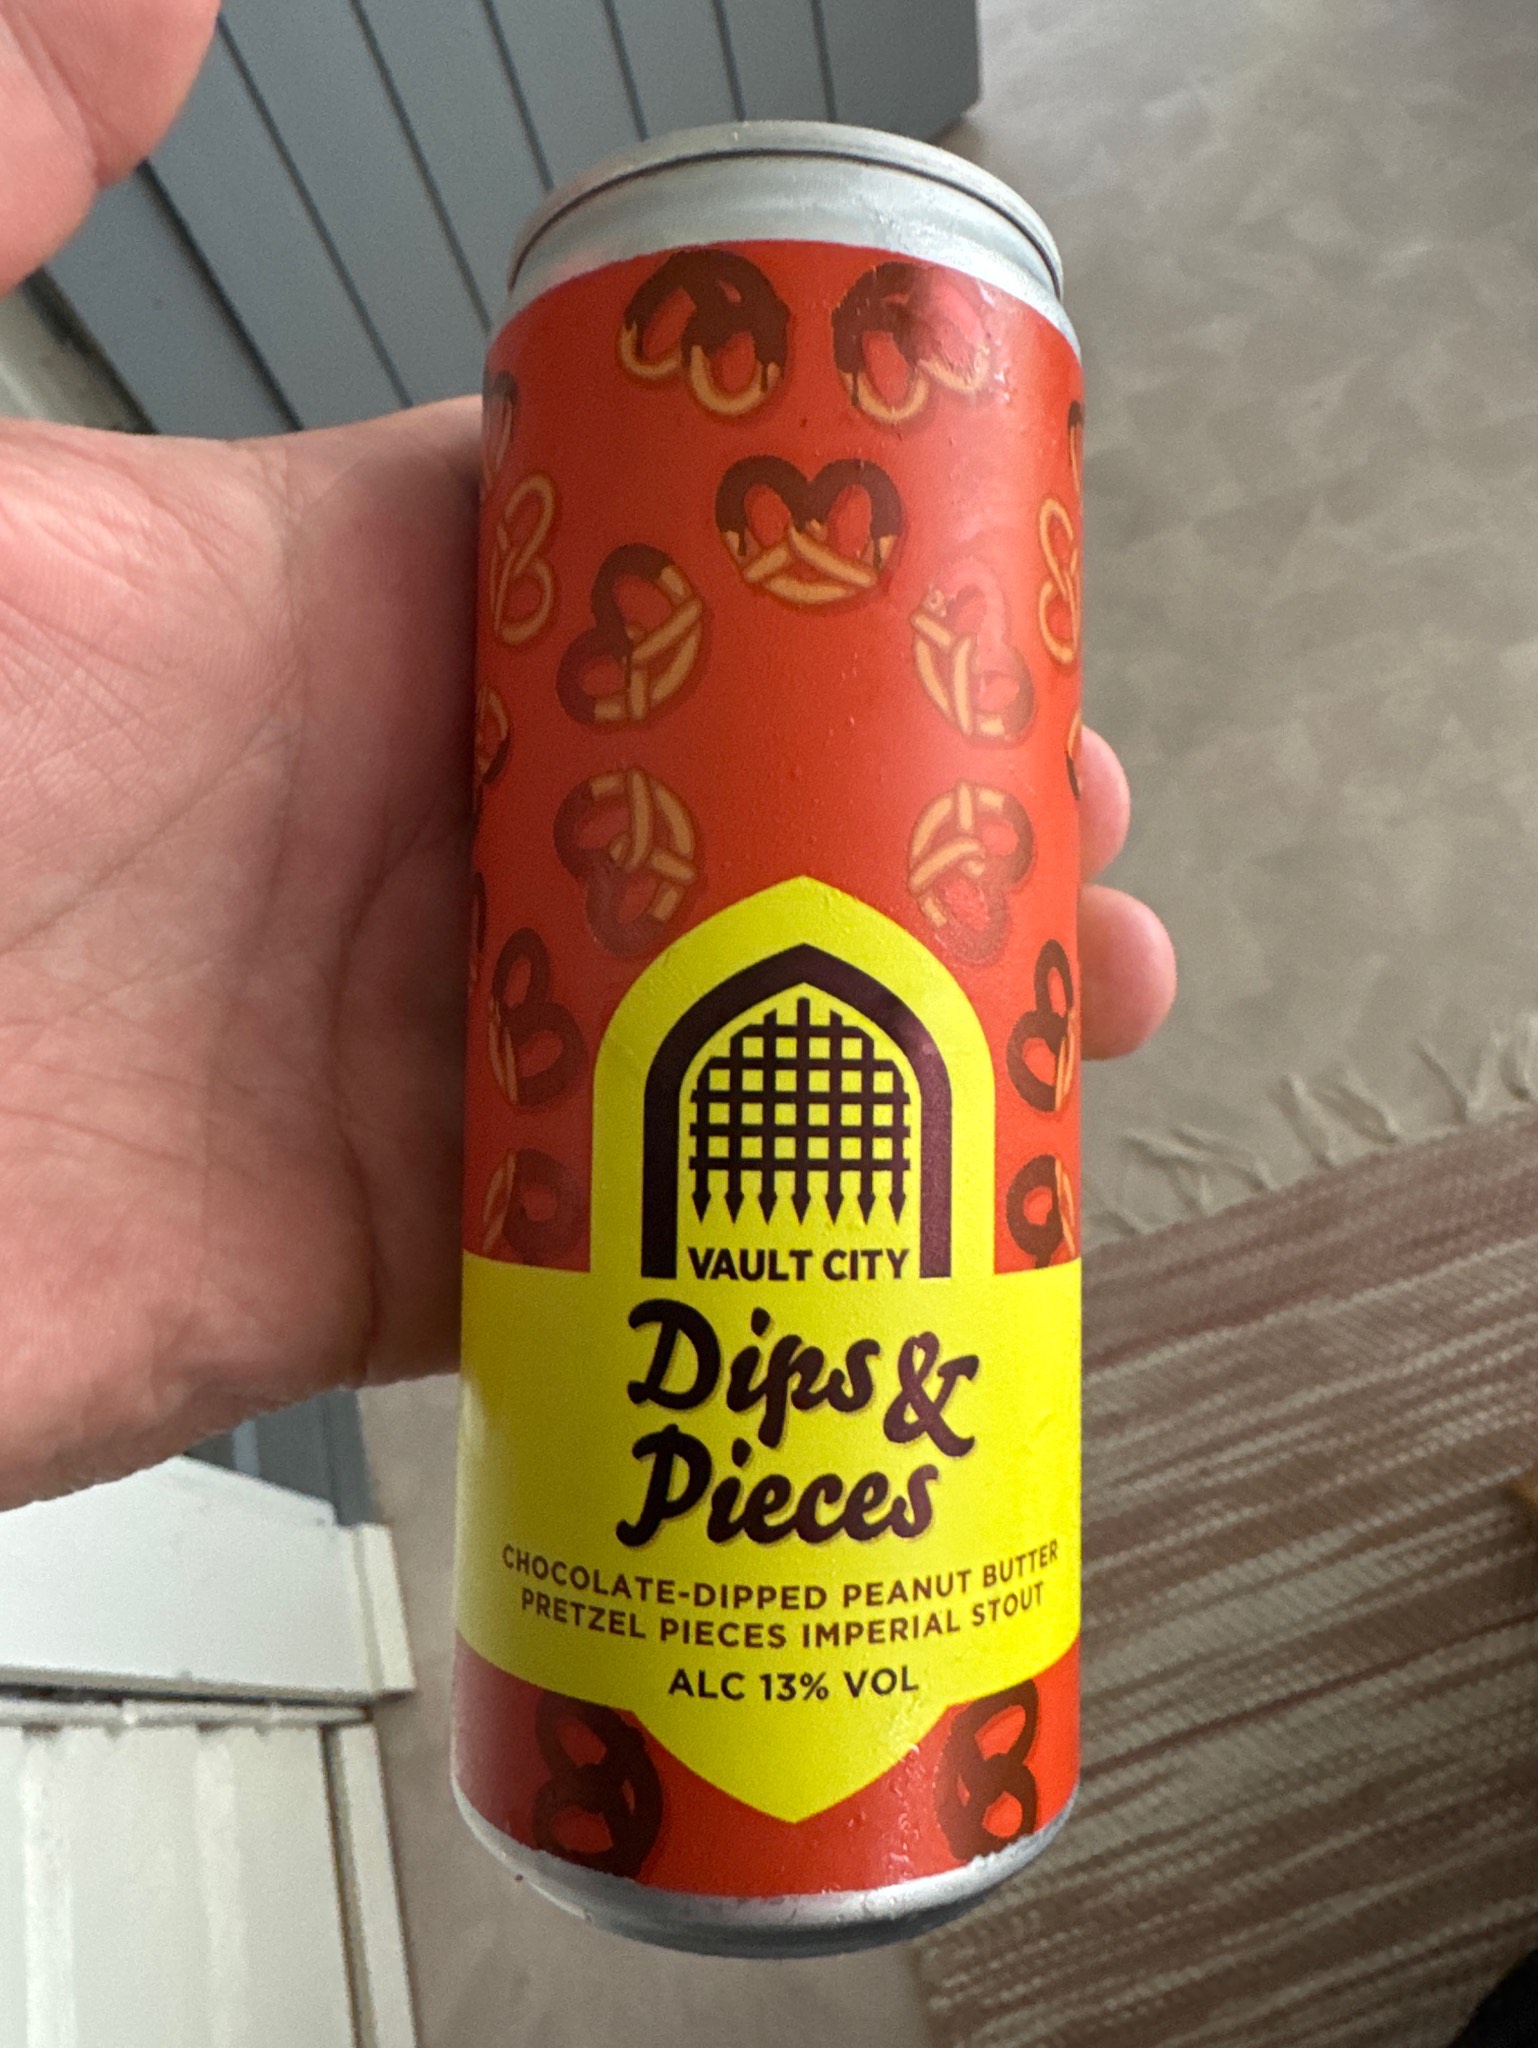 VAULT CITY
Dips &
Pieces
CHOCOLATE-DIPPED PEANUT BUTTER
PRETZEL PIECES IMPERIAL STOUT
ALC 13% VOL